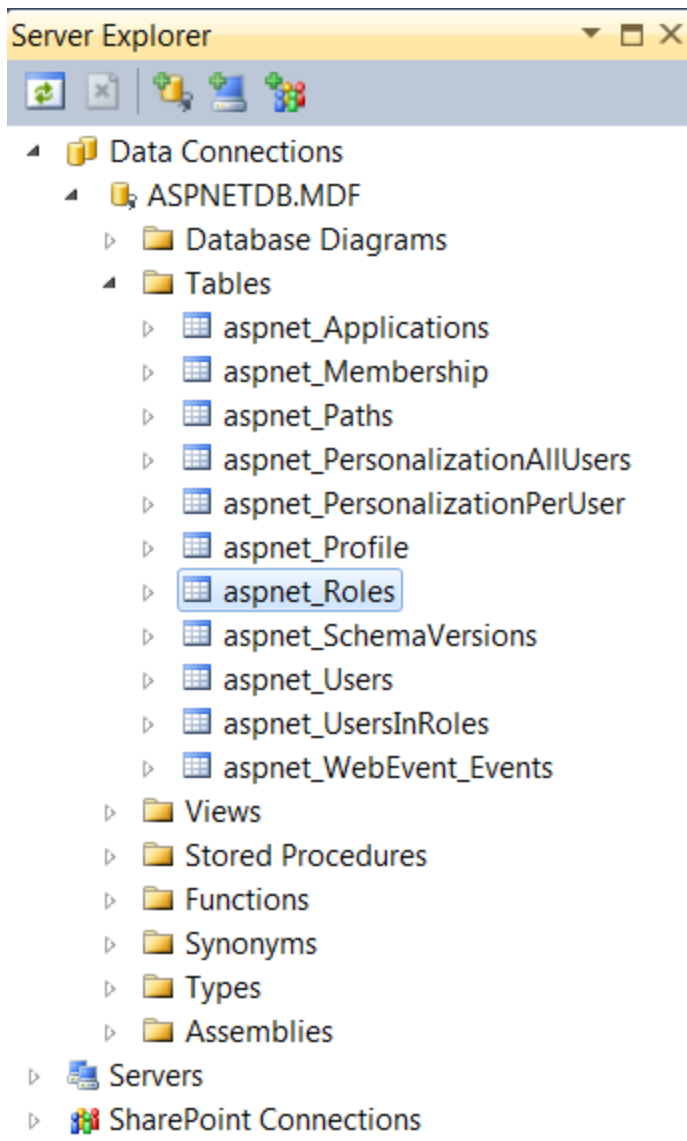 Server Explorer
Data Connections
ASPNETDB.MDF
Database Diagrams
Tables
aspnet_Applications
aspnet_Membership
aspnet_Paths
aspnet_PersonalizationAllUsers
aspnet_PersonalizationPerUser
aspnet_Profile
aspnet_Roles
aspnet_SchemaVersions
aspnet_Users
aspnet_UsersInRoles
aspnet_WebEvent_Events
Views
Stored Procedures
Functions
Synonyms
Types
Assemblies
Servers
SharePoint Connections